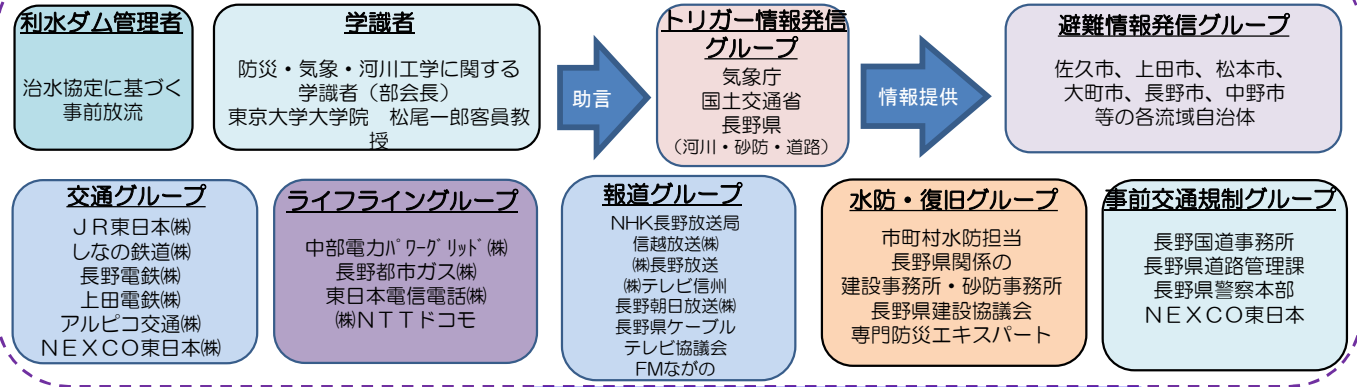 利水ダム管理者
治水協定に基づく
事前放流
学識者
防災・気象・河川工学に関する
学識者（部会長）
東京大学大学院　松尾一郎客員教
授
助言
トリガー情報発信
グループ
気象庁
国土交通省
長野県
（河川・砂防・道路）
情報提供
避難情報発信グループ
佐久市、上田市、松本市、
大町市、長野市、中野市
等の各流域自治体
交通グループ
ＪＲ東日本㈱
しなの鉄道㈱
長野電鉄㈱
上田電鉄㈱
アルピコ交通㈱
ＮＥＸＣＯ東日本㈱
ライフライングループ
中部電力ﾊﾟﾜｰｸﾞﾘｯﾄﾞ㈱
長野都市ガス㈱
東日本電信電話㈱
㈱ＮＴＴドコモ
報道グループ
NHK長野放送局
信越放送㈱
㈱長野放送
㈱テレビ信州
長野朝日放送㈱
長野県ケーブル
テレビ協議会
FMながの
水防・復旧グループ
市町村水防担当
長野県関係の
建設事務所・砂防事務所
長野県建設協議会
専門防災エキスパート
事前交通規制グループ
長野国道事務所
長野県道路管理課
長野県警察本部
ＮＥＸＣＯ東日本